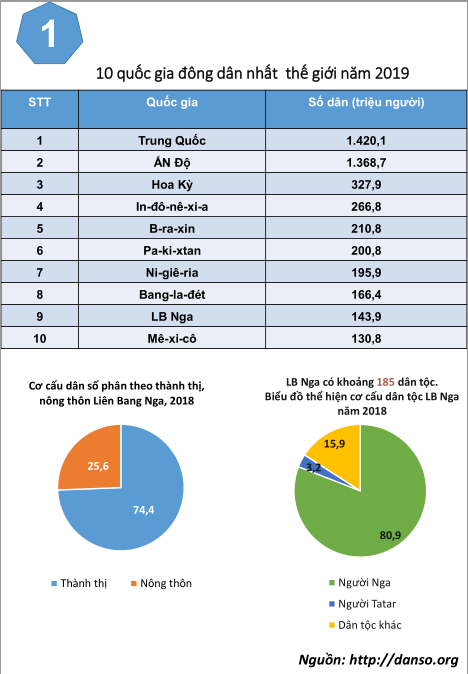 1
10 quốc gia đông dân nhất thế giới năm 2019
STT Quốc gia Số dân (triệu người)
1 Trung Quốc 1.420,1
2 ẤN Độ 1.368,7
3 Hoa Kỳ 327,9
4 In-đô-nê-xi-a 266,8
5 B-ra-xin 210,8
6 Pa-ki-xtan 200,8
7 Ni-giê-ria 195,9
8 Bang-la-đét 166,4
9 LB Nga 143,9
10 Mê-xi-cô 130,8
Cơ cấu dân số phân theo thành thị,
nông thôn Liên Bang Nga, 2018
25,6
74,4
Thành thị Nông thôn
LB Nga có khoảng 185 dân tộc.
Biểu đồ thể hiện cơ cấu dân tộc LB Nga
năm 2018
15,9
3,2
80,9
Người Nga
Người Tatar
Dân tộc khác
Nguồn: http://danso.org